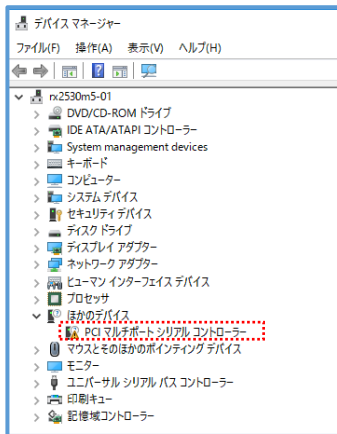 デバイス マネージャー
ファイル(F) 操作(A) 表示(V) ヘルプ(H)
rx2530m5-01
DVD/CD-ROM ドライブ
IDE ATA/ATAPI コントローラー
System management devices
キーボード
コンピューター
システム デバイス
セキュリティ デバイス
ディスク ドライブ
ディスプレイ アダプター
ネットワーク アダプター
ヒューマン インターフェイス デバイス
プロセッサ
ほかのデバイス
PCI マルチポート シリアル コントローラー
マウスとそのほかのポインティング デバイス
モニター
ユニバーサル シリアル バス コントローラー
印刷キュー
記憶域コントローラー